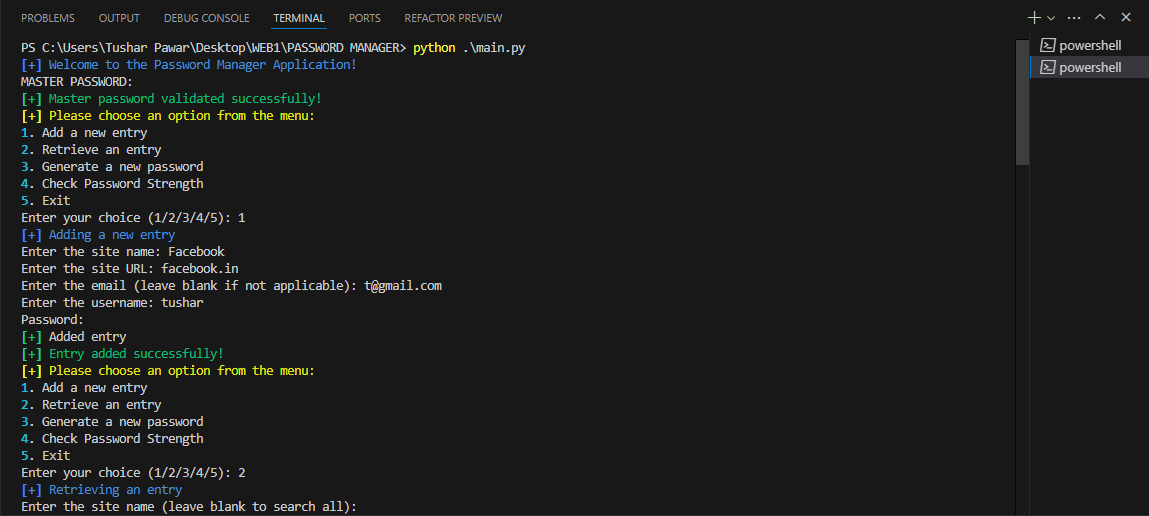 PROBLEMS OUTPUT DEBUG CONSOLE TERMINAL PORTS REFACTOR PREVIEW
powershell
powershell
PS C:\Users\Tushar Pawar\Desktop\WEB1\PASSWORD MANAGER> python .\main.py
[+] Welcome to the Password Manager Application!
MASTER PASSWORD:
[+] Master password validated successfully!
[+] Please choose an option from the menu:
1. Add a new entry
2. Retrieve an entry
3. Generate a new password
4. Check Password Strength
5. Exit
Enter your choice (1/2/3/4/5): 1
[+] Adding a new entry
Enter the site name: Facebook
Enter the site URL: facebook.in
Enter the email (leave blank if not applicable): t@gmail.com
Enter the username: tushar
Password:
[+] Added entry
[+] Entry added successfully!
[+] Please choose an option from the menu:
1. Add a new entry
2. Retrieve an entry
3. Generate a new password
4. Check Password Strength
5. Exit
Enter your choice (1/2/3/4/5): 2
[+] Retrieving an entry
Enter the site name (leave blank to search all):